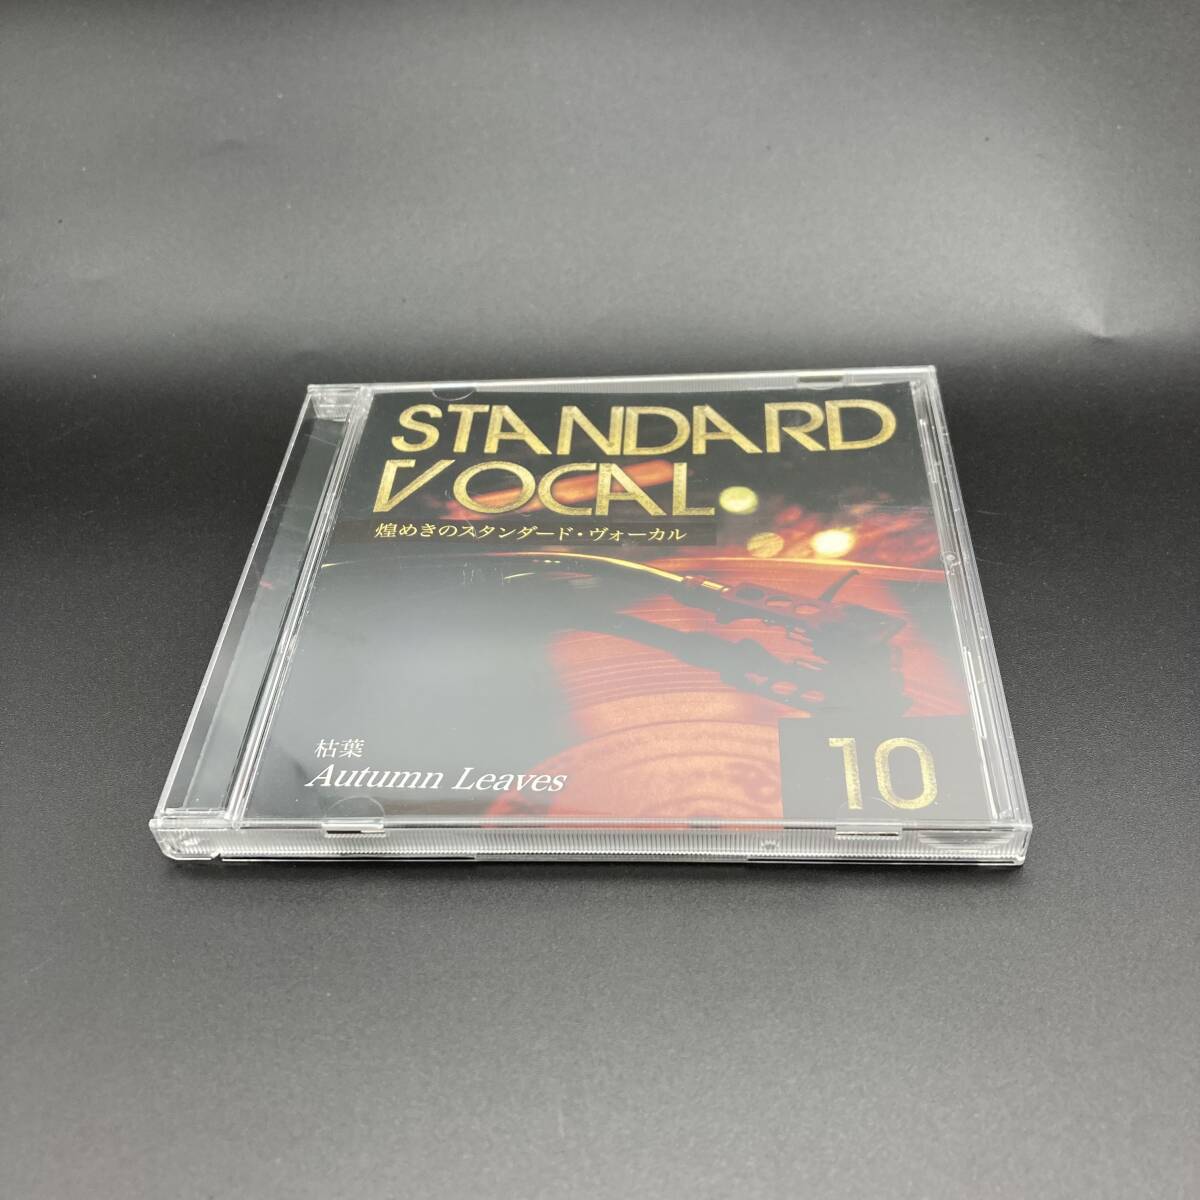 STANDARD
VOCAL
煌めきのスタンダード・ヴォーカル
枯葉
Autumn Leaves
10